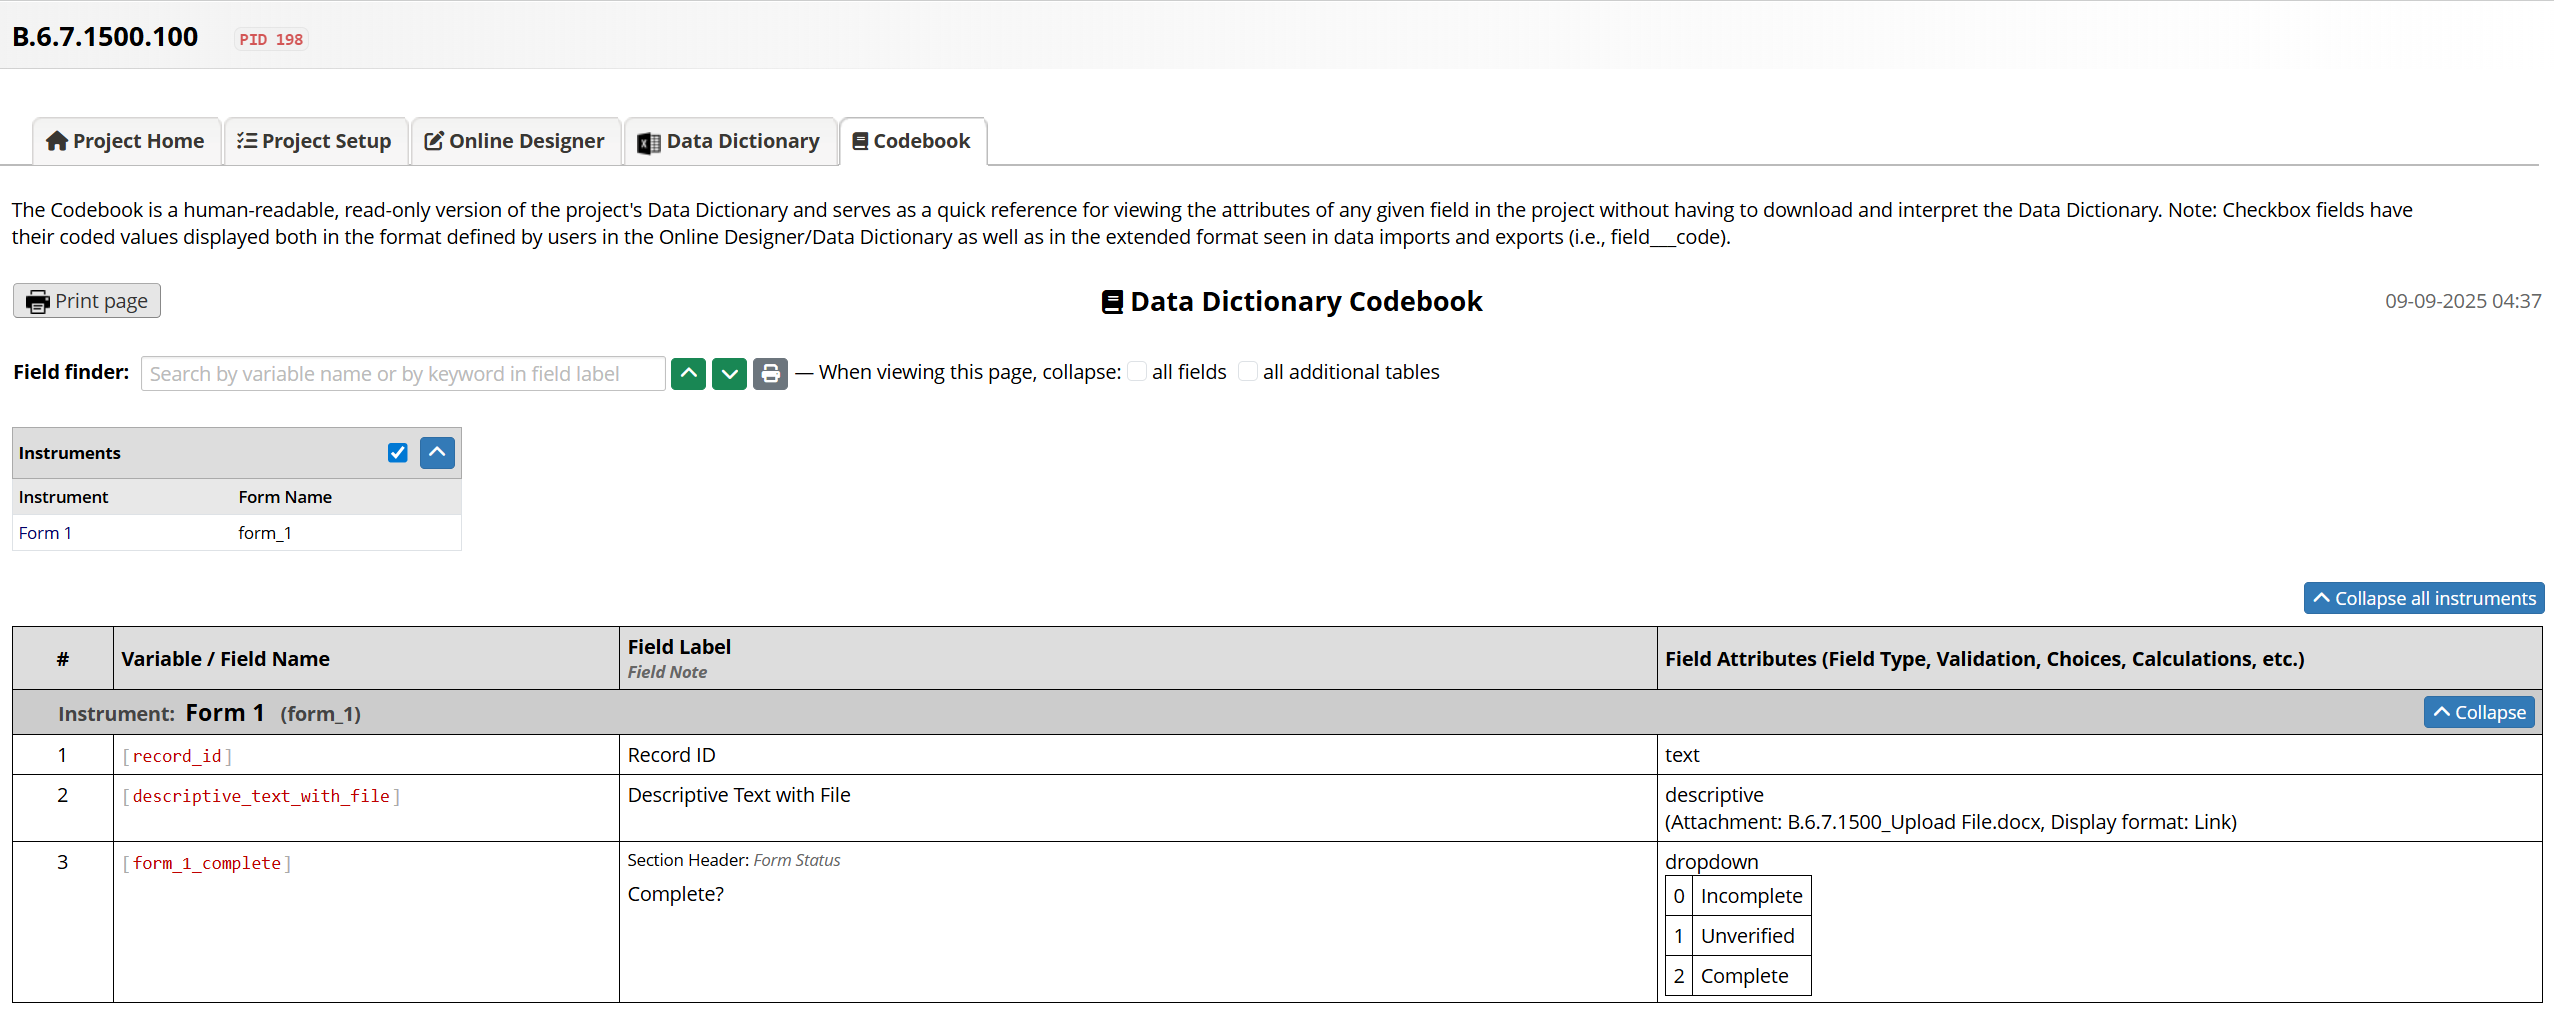 B.6.7.1500.100 PID 198
Project Home Project Setup Online Designer Data Dictionary Codebook
The Codebook is a human-readable, read-only version of the project's Data Dictionary and serves as a quick reference for viewing the attributes of any given field in the project without having to download and interpret the Data Dictionary. Note: Checkbox fields have
their coded values displayed both in the format defined by users in the Online Designer/Data Dictionary as well as in the extended format seen in data imports and exports (i.e., field___code).
Print page Data Dictionary Codebook 09-09-2025 04:37
Field finder: Search by variable name or by keyword in field label — When viewing this page, collapse: all fields all additional tables
Instruments
Instrument Form Name
Form 1 form_1
Collapse all instruments
# Variable / Field Name Field Label Field Attributes (Field Type, Validation, Choices, Calculations, etc.)
Field Note
Instrument: Form 1 (form_1) Collapse
1 [record_id] Record ID text
2 [descriptive_text_with_file] Descriptive Text with File descriptive
(Attachment: B.6.7.1500_Upload File.docx, Display format: Link)
3 [form_1_complete] Section Header: Form Status dropdown
Complete?
0 Incomplete
1 Unverified
2 Complete